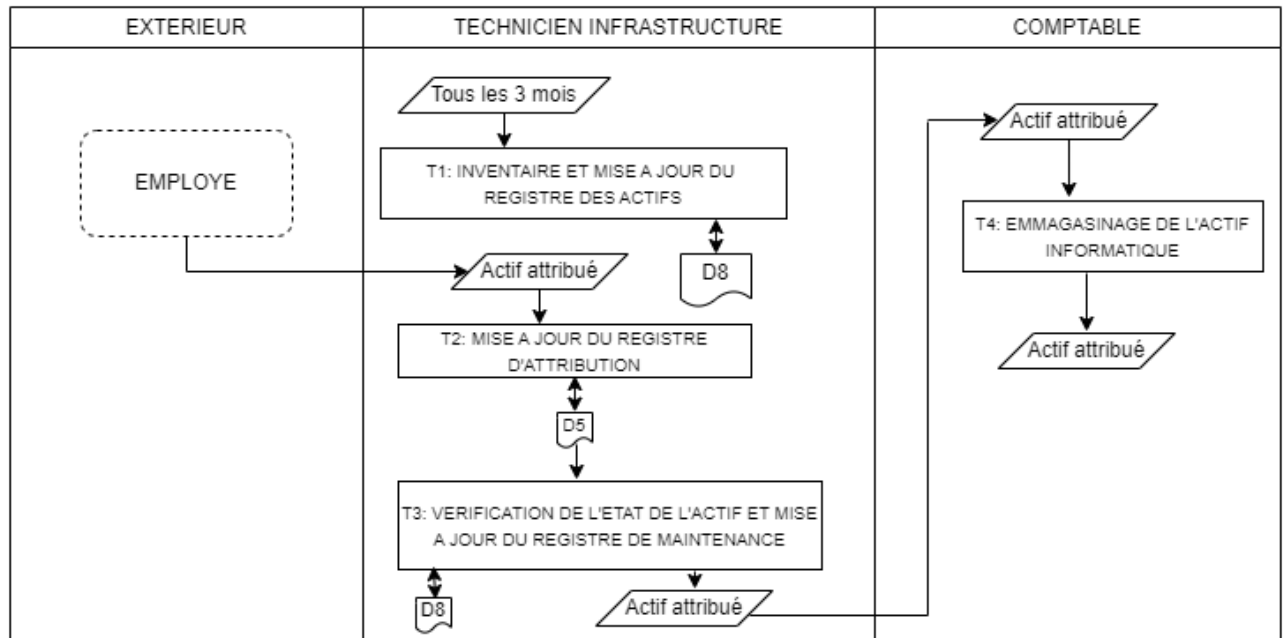 EXTERIEUR
TECHNICIEN INFRASTRUCTURE
COMPTABLE
EMPLOYE
Tous les 3 mois
T1: INVENTAIRE ET MISE A JOUR DU
REGISTRE DES ACTIFS
D8
Actif attribué
T2: MISE A JOUR DU REGISTRE
D'ATTRIBUTION
D5
T3: VERIFICATION DE L'ETAT DE L'ACTIF ET MISE
A JOUR DU REGISTRE DE MAINTENANCE
D8
Actif attribué
Actif attribué
T4: EMMAGASINAGE DE L'ACTIF
INFORMATIQUE
Actif attribué